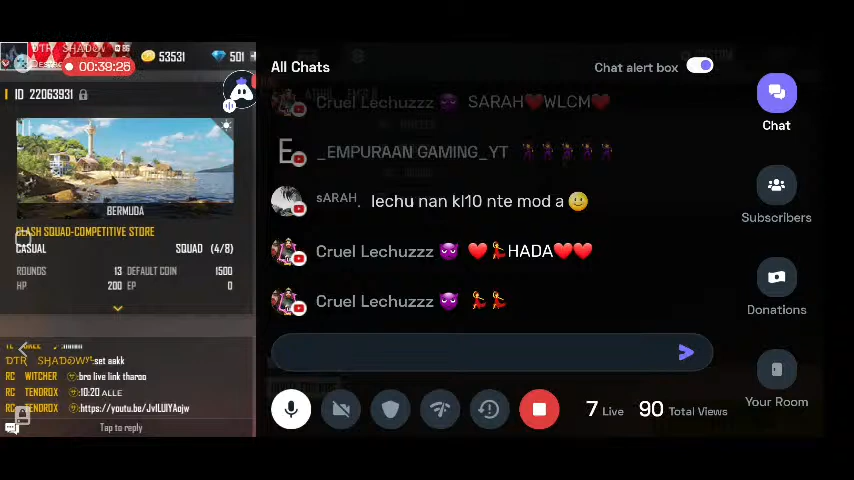 DTR SHADOW 86
53531
501
00:39:26
ID 22063931
BERMUDA
CLASH SQUAD-COMPETITIVE STORE
CASUAL SQUAD (4/8)
ROUNDS 13 DEFAULT COIN 1500
HP 200 EP 0
DTR SHADOWʸᵗ:set aakk
RC WITCHER :bro live link tharoo
RC TENDROX :10:20 ALLE
RC TENDROX :https://youtu.be/JvILUIYAojw
Tap to reply
All Chats
Chat alert box
Cruel Lechuzzz 😈 SARAH❤️WLCM❤️
E _EMPURAAN GAMING_YT
sARAH. lechu nan kl10 nte mod a 🙂
Cruel Lechuzzz 😈 ❤️💃HADA❤️❤️
Cruel Lechuzzz 😈 💃💃
7 Live 90 Total Views
Chat
Subscribers
Donations
Your Room